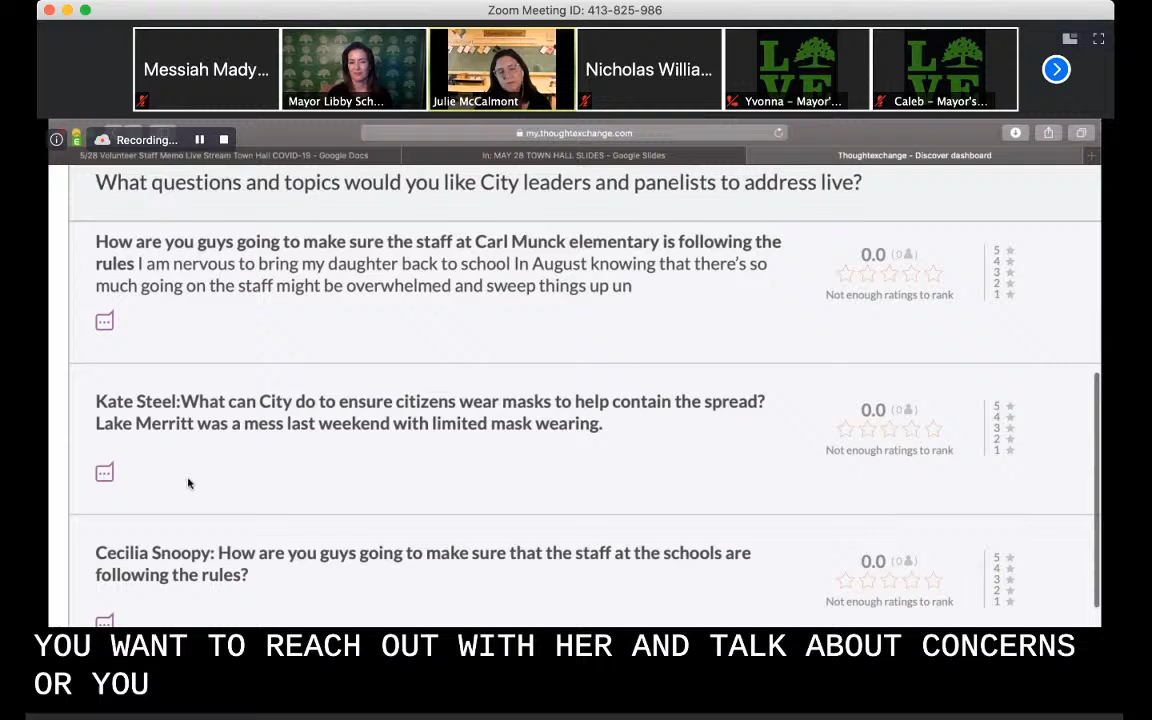 Zoom Meeting ID: 413-825-986
Messiah Mady...
Mayor Libby Sch...
Julie McCalmont
Nicholas Willia...
L VE
Yvonna – Mayor'...
L VE
Caleb – Mayor's...
Recording...
my.thoughtexchange.com
5/28 Volunteer Staff Memo Live Stream Town Hall COVID-19 - Google Docs
In: MAY 28 TOWN HALL SLIDES - Google Slides
Thoughtexchange - Discover dashboard
What questions and topics would you like City leaders and panelists to address live?
How are you guys going to make sure the staff at Carl Munck elementary is following the
rules I am nervous to bring my daughter back to school In August knowing that there's so
much going on the staff might be overwhelmed and sweep things up un
0.0 (0)
Not enough ratings to rank
5
4
3
2
1
Kate Steel:What can City do to ensure citizens wear masks to help contain the spread?
Lake Merritt was a mess last weekend with limited mask wearing.
0.0 (0)
Not enough ratings to rank
5
4
3
2
1
Cecilia Snoopy: How are you guys going to make sure that the staff at the schools are
following the rules?
0.0 (0)
Not enough ratings to rank
5
4
3
2
1
YOU WANT TO REACH OUT WITH HER AND TALK ABOUT CONCERNS
OR YOU